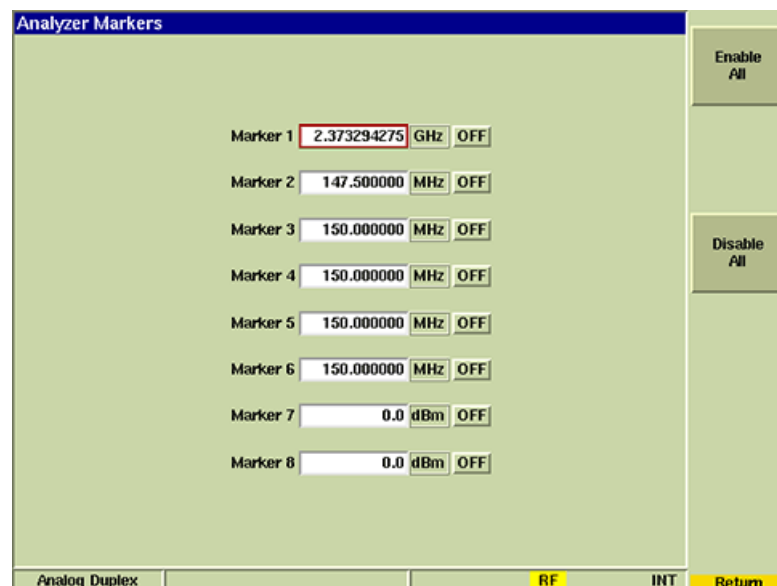 Analyzer Markers
Enable
All
Marker 1 2.373294275 GHz OFF
Marker 2 147.500000 MHz OFF
Marker 3 150.000000 MHz OFF
Disable
All
Marker 4 150.000000 MHz OFF
Marker 5 150.000000 MHz OFF
Marker 6 150.000000 MHz OFF
Marker 7 0.0 dBm OFF
Marker 8 0.0 dBm OFF
Analog Duplex RF INT Return